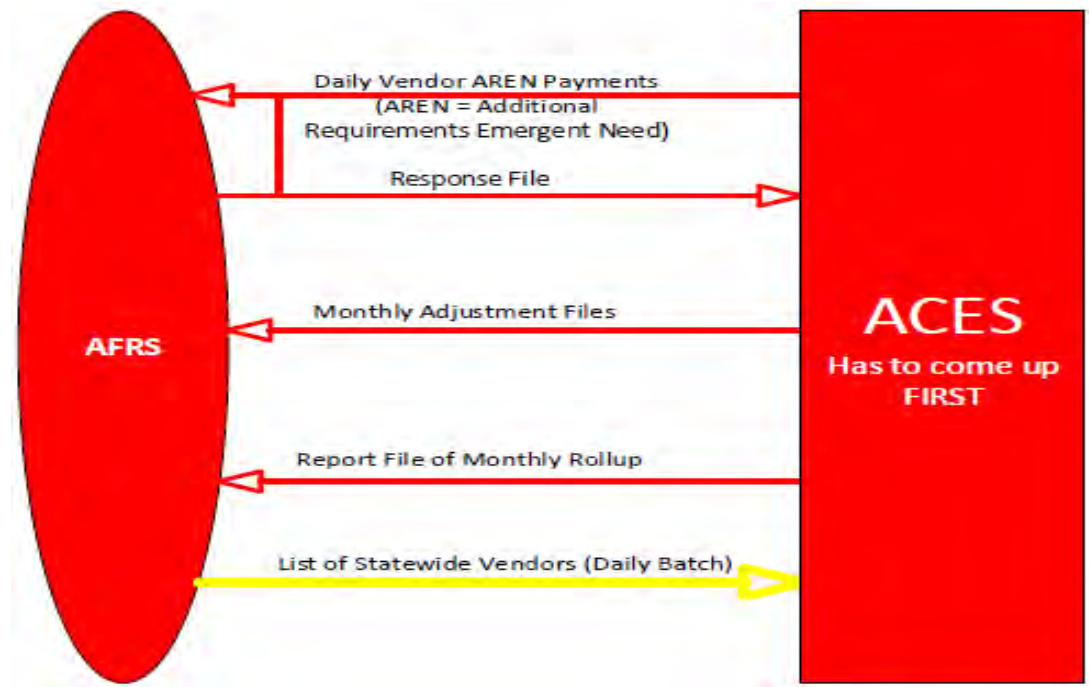 Daily Vendor AREN Payments
(AREN = Additional
Requirements Emergent Need)
Response File
Monthly Adjustment Files
AFRS
ACES
Has to come up
FIRST
Report File of Monthly Rollup
List of Statewide Vendors (Daily Batch)